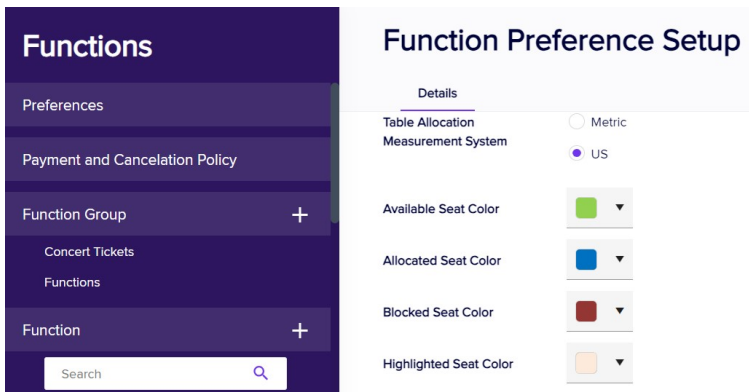 Functions
Preferences
Payment and Cancelation Policy
Function Group +
Concert Tickets
Functions
Function +
Search
Function Preference Setup
Details
Table Allocation
Measurement System
Metric
US
Available Seat Color
Allocated Seat Color
Blocked Seat Color
Highlighted Seat Color